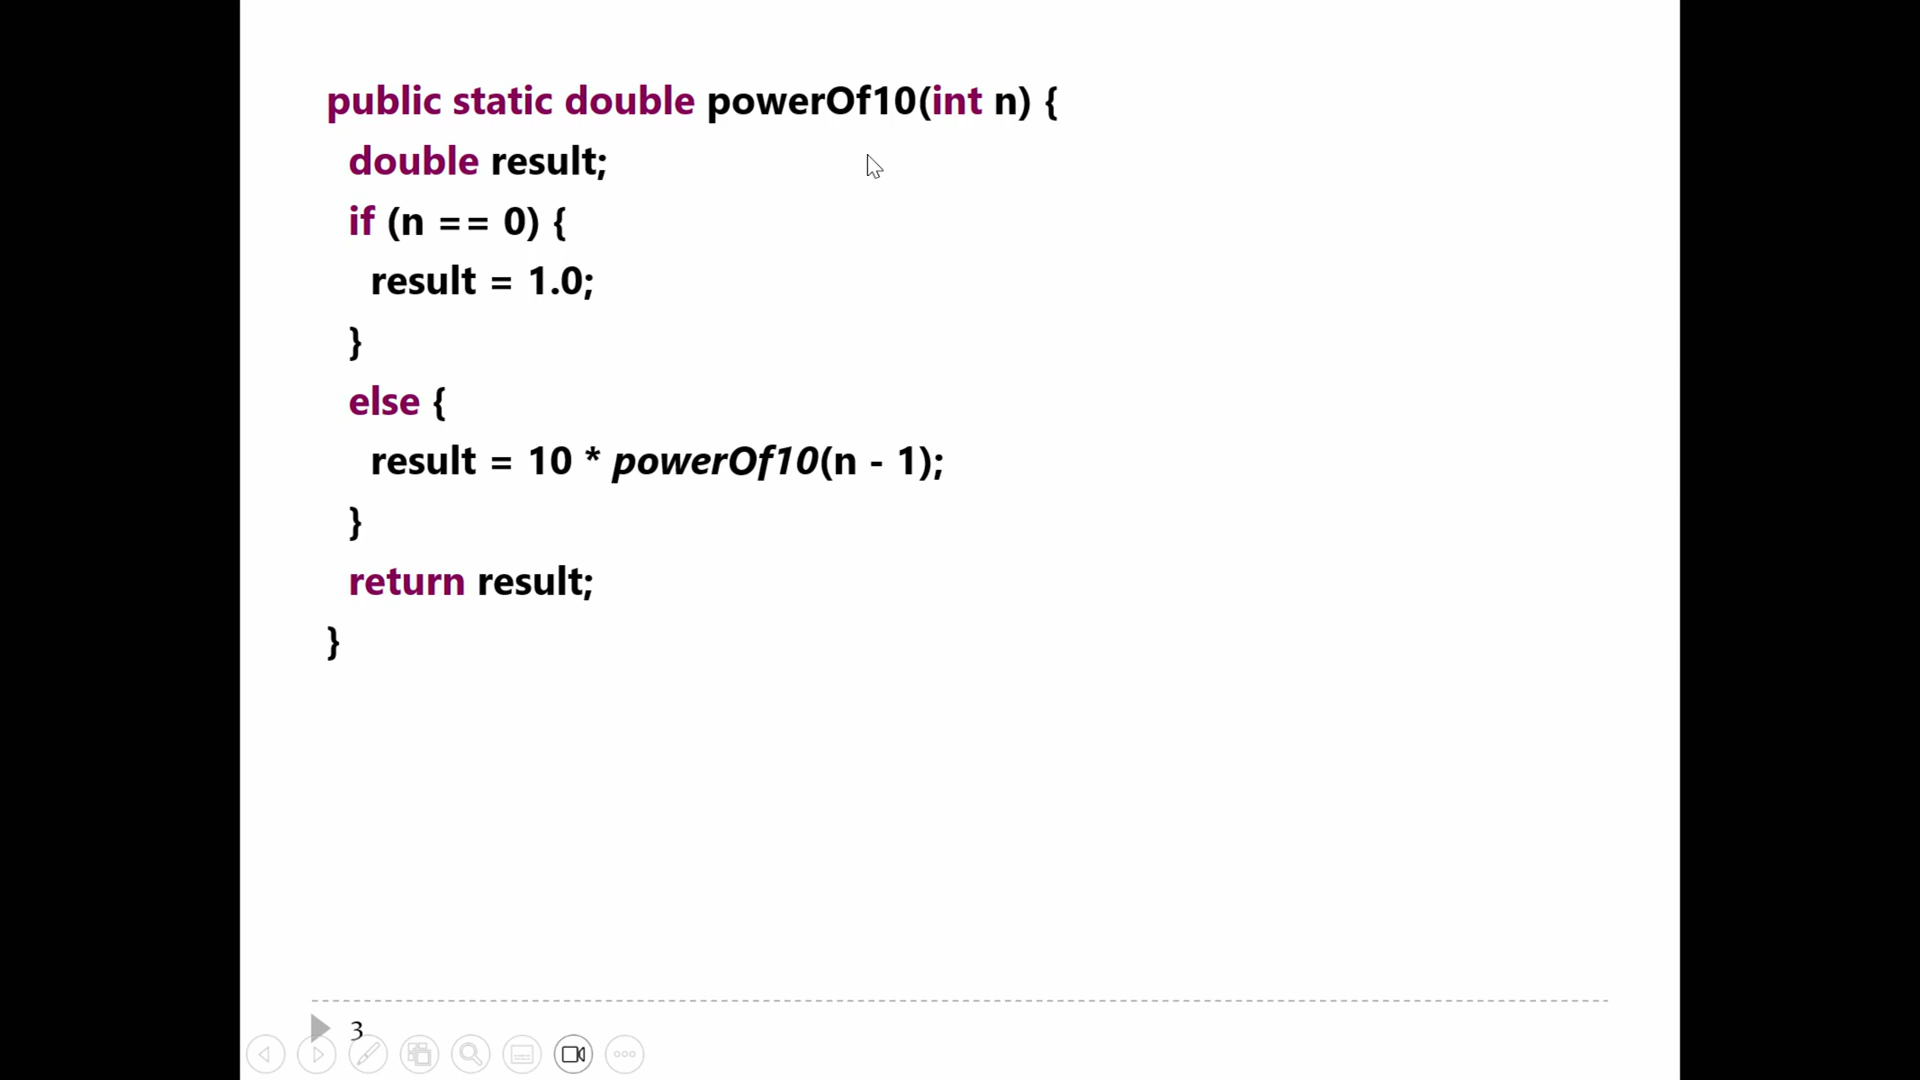 public static double powerOf10(int n) {
double result;
if (n == 0) {
result = 1.0;
}
else {
result = 10 * powerOf10(n - 1);
}
return result;
}
3